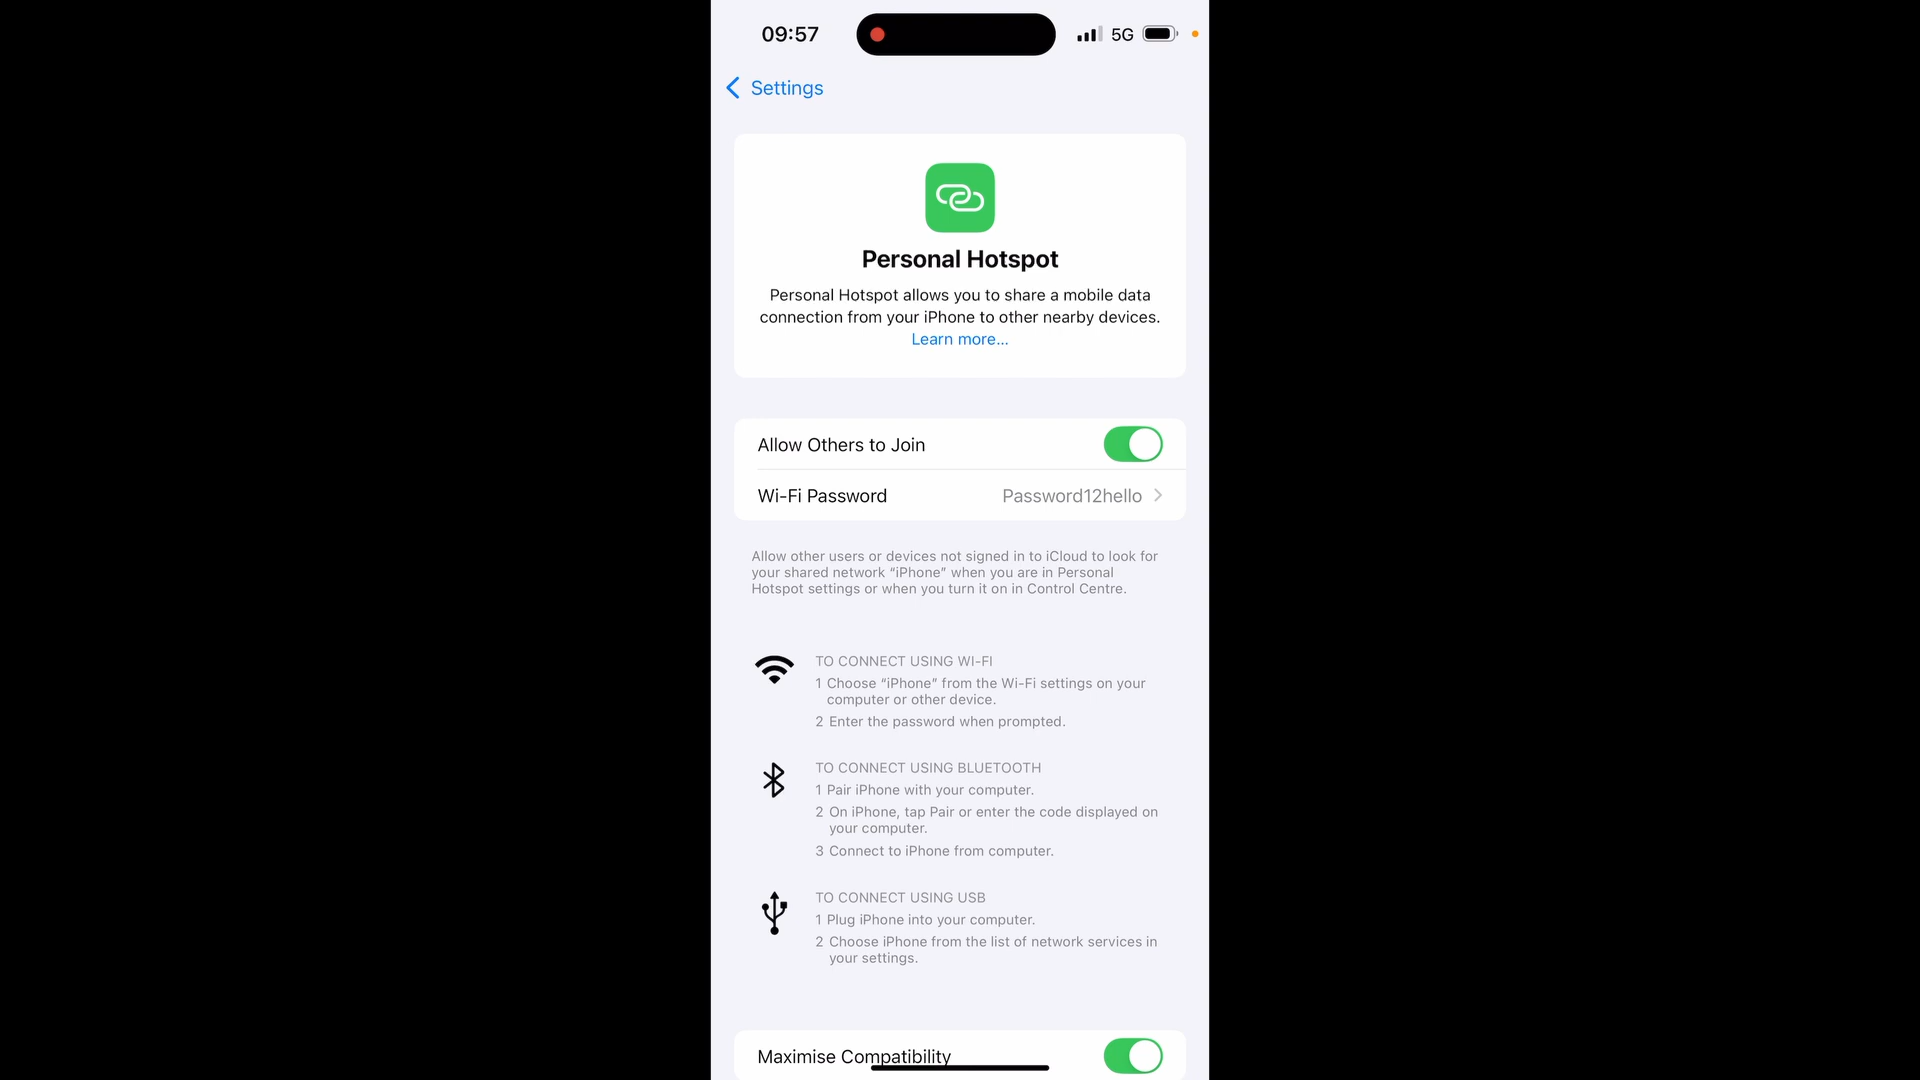 09:57
5G
Settings
Personal Hotspot
Personal Hotspot allows you to share a mobile data
connection from your iPhone to other nearby devices.
Learn more...
Allow Others to Join
Wi-Fi Password Password12hello
Allow other users or devices not signed in to iCloud to look for
your shared network “iPhone” when you are in Personal
Hotspot settings or when you turn it on in Control Centre.
TO CONNECT USING WI-FI
1 Choose “iPhone” from the Wi-Fi settings on your
computer or other device.
2 Enter the password when prompted.
TO CONNECT USING BLUETOOTH
1 Pair iPhone with your computer.
2 On iPhone, tap Pair or enter the code displayed on
your computer.
3 Connect to iPhone from computer.
TO CONNECT USING USB
1 Plug iPhone into your computer.
2 Choose iPhone from the list of network services in
your settings.
Maximise Compatibility